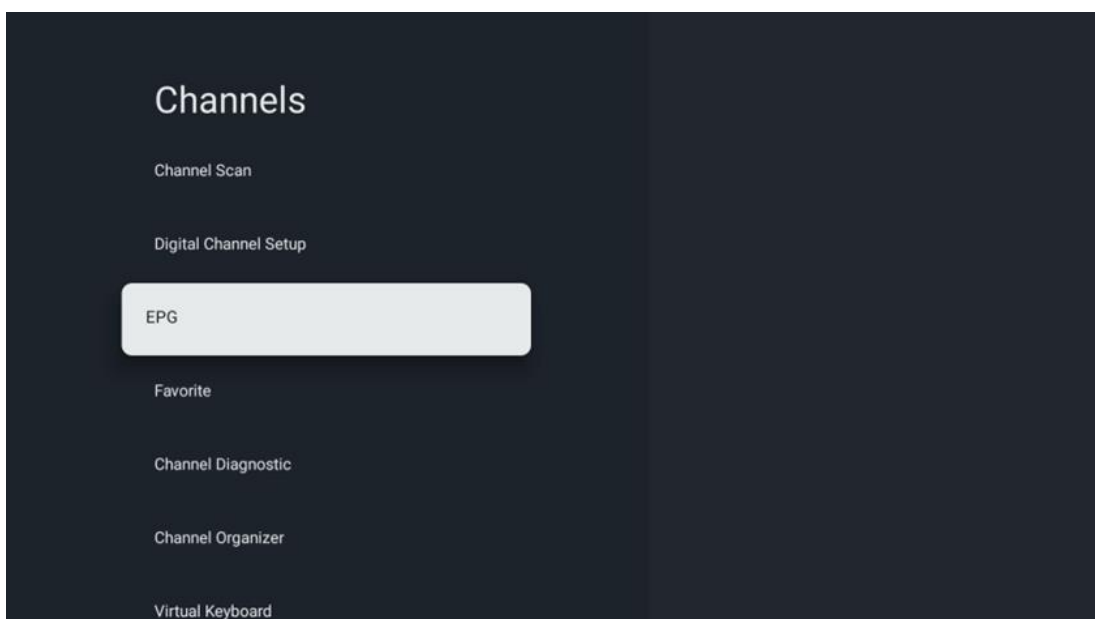 Channels
Channel Scan
Digital Channel Setup
EPG
Favorite
Channel Diagnostic
Channel Organizer
Virtual Keyboard